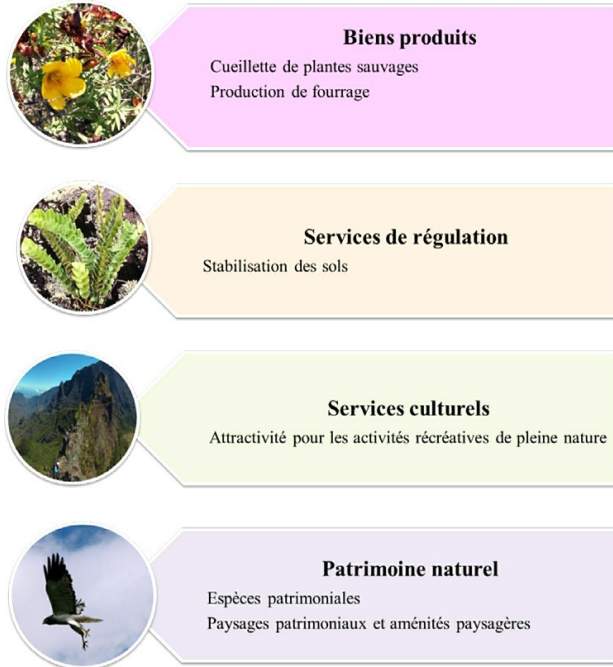 Biens produits
Cueillette de plantes sauvages
Production de fourrage
Services de régulation
Stabilisation des sols
Services culturels
Attractivité pour les activités récréatives de pleine nature
Patrimoine naturel
Espèces patrimoniales
Paysages patrimoniaux et aménités paysagères